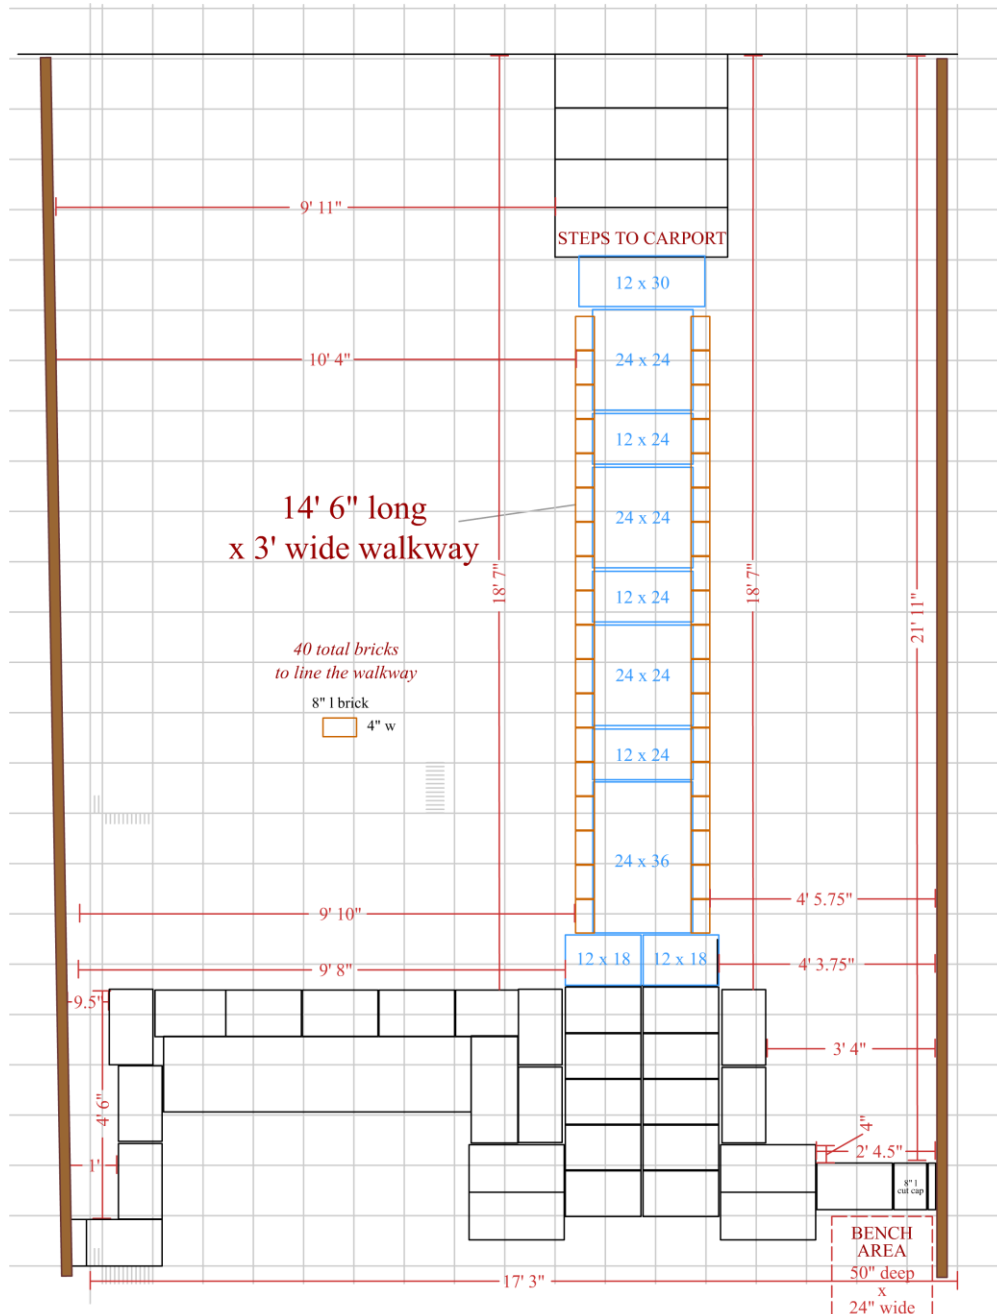 9' 11"
STEPS TO CARPORT
12 x 30
10' 4"
24 x 24
12 x 24
14' 6" long
x 3' wide walkway
24 x 24
18' 7"
18' 7"
21' 11"
12 x 24
40 total bricks
to line the walkway
24 x 24
8" l brick
4" w
12 x 24
24 x 36
4' 5.75"
9' 10"
12 x 18
12 x 18
4' 3.75"
9' 8"
9.5"
3' 4"
4' 6"
4"
2' 4.5"
1'
8" l
cut cap
BENCH
AREA
50" deep
x
24" wide
17' 3"